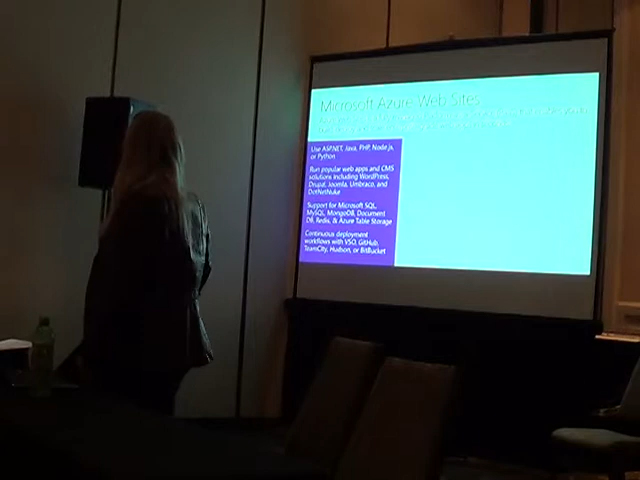 Microsoft Azure Web Sites
Use ASP.NET, Java, PHP, Node.js,
or Python
Run popular web apps and CMS
solutions including WordPress,
Drupal, Joomla, Umbraco, and
DotNetNuke
Support for Microsoft SQL,
MySQL, MongoDB, Document
DB, Redis, & Azure Table Storage
Continuous deployment
workflows with VSO, GitHub,
TeamCity, Hudson, or BitBucket